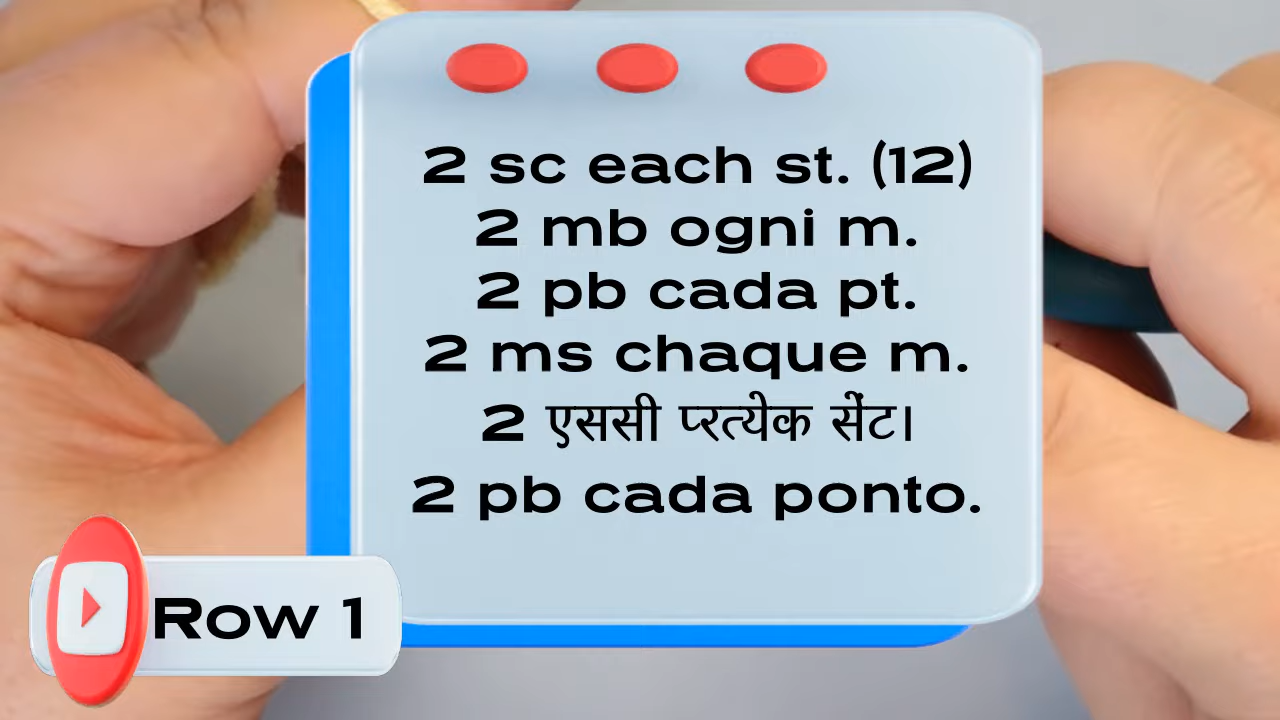 2 sc each st. (12)
2 mb ogni m.
2 pb cada pt.
2 ms chaque m.
2 एससी प्रत्येक सेंट।
2 pb cada ponto.
Row 1